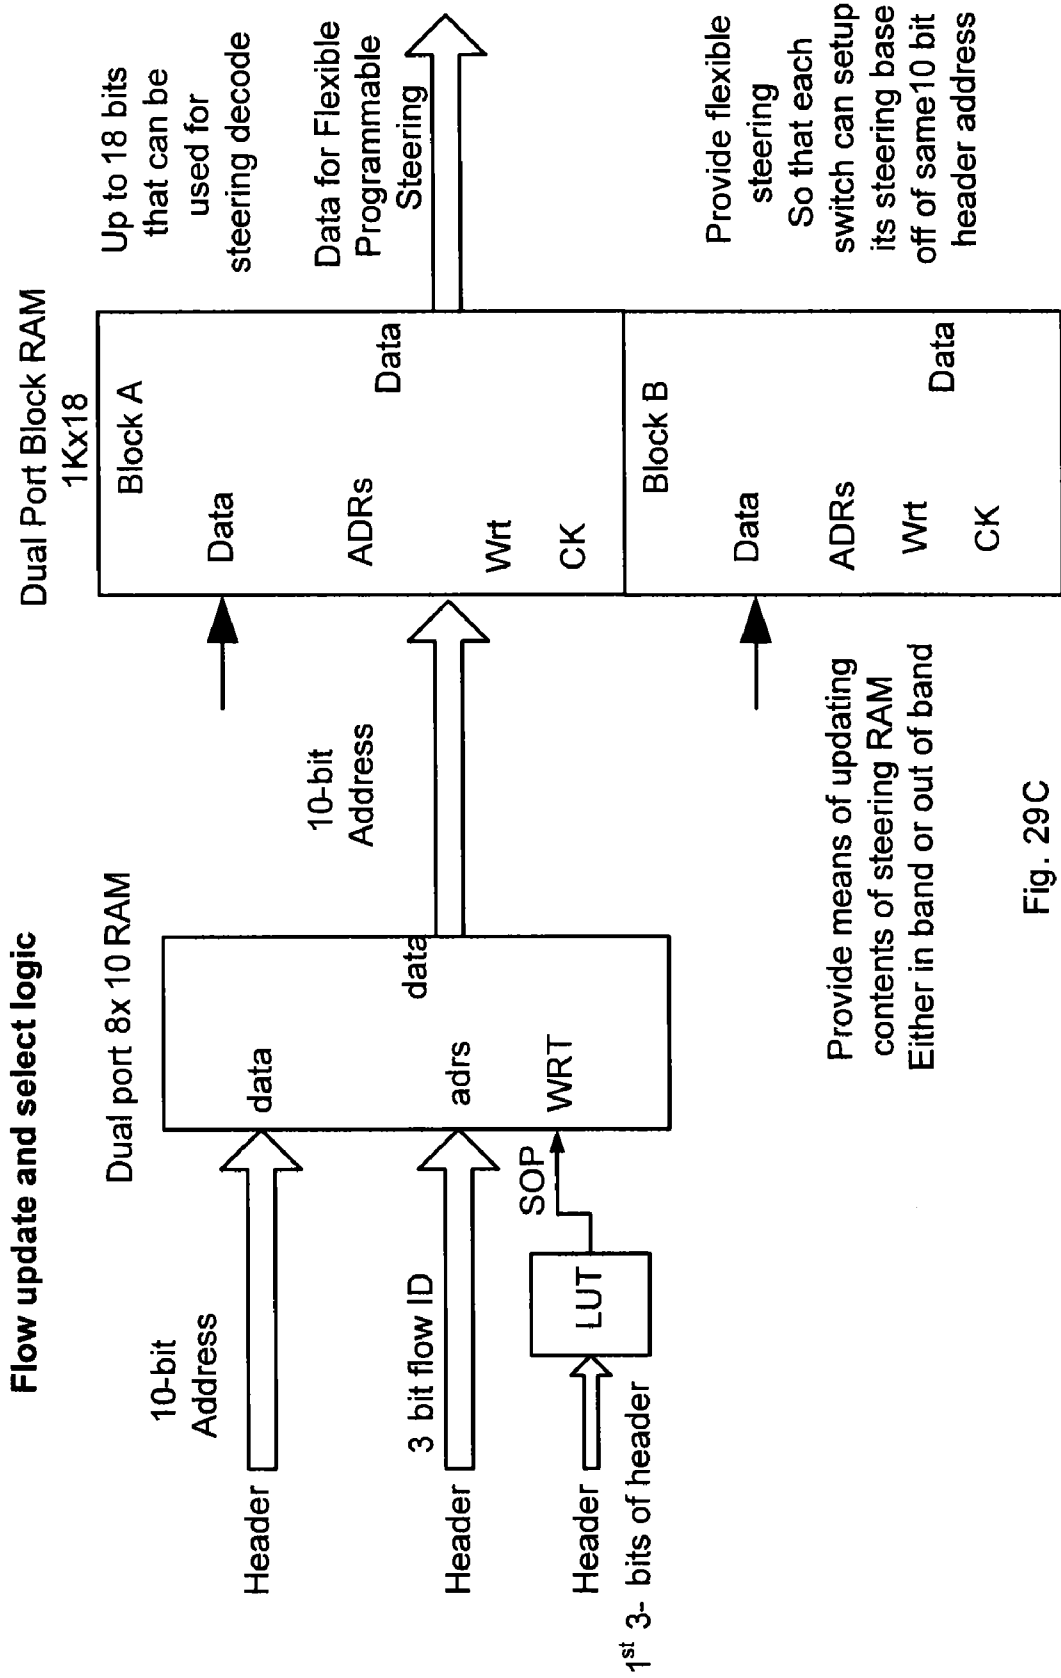 Flow update and select logic
Dual port 8x 10 RAM
Dual Port Block RAM
1Kx18
Header
10-bit
Address
data
Header
3 bit flow ID
adrs
data
Header
1st 3- bits of header
LUT
SOP
WRT
10-bit
Address
Block A
Data
ADRs
Data
Wrt
CK
Block B
Data
ADRs
Data
Wrt
CK
Up to 18 bits
that can be
used for
steering decode
Data for Flexible
Programmable
Steering
Provide flexible
steering
So that each
switch can setup
its steering base
off of same10 bit
header address
Provide means of updating
contents of steering RAM
Either in band or out of band
Fig. 29C